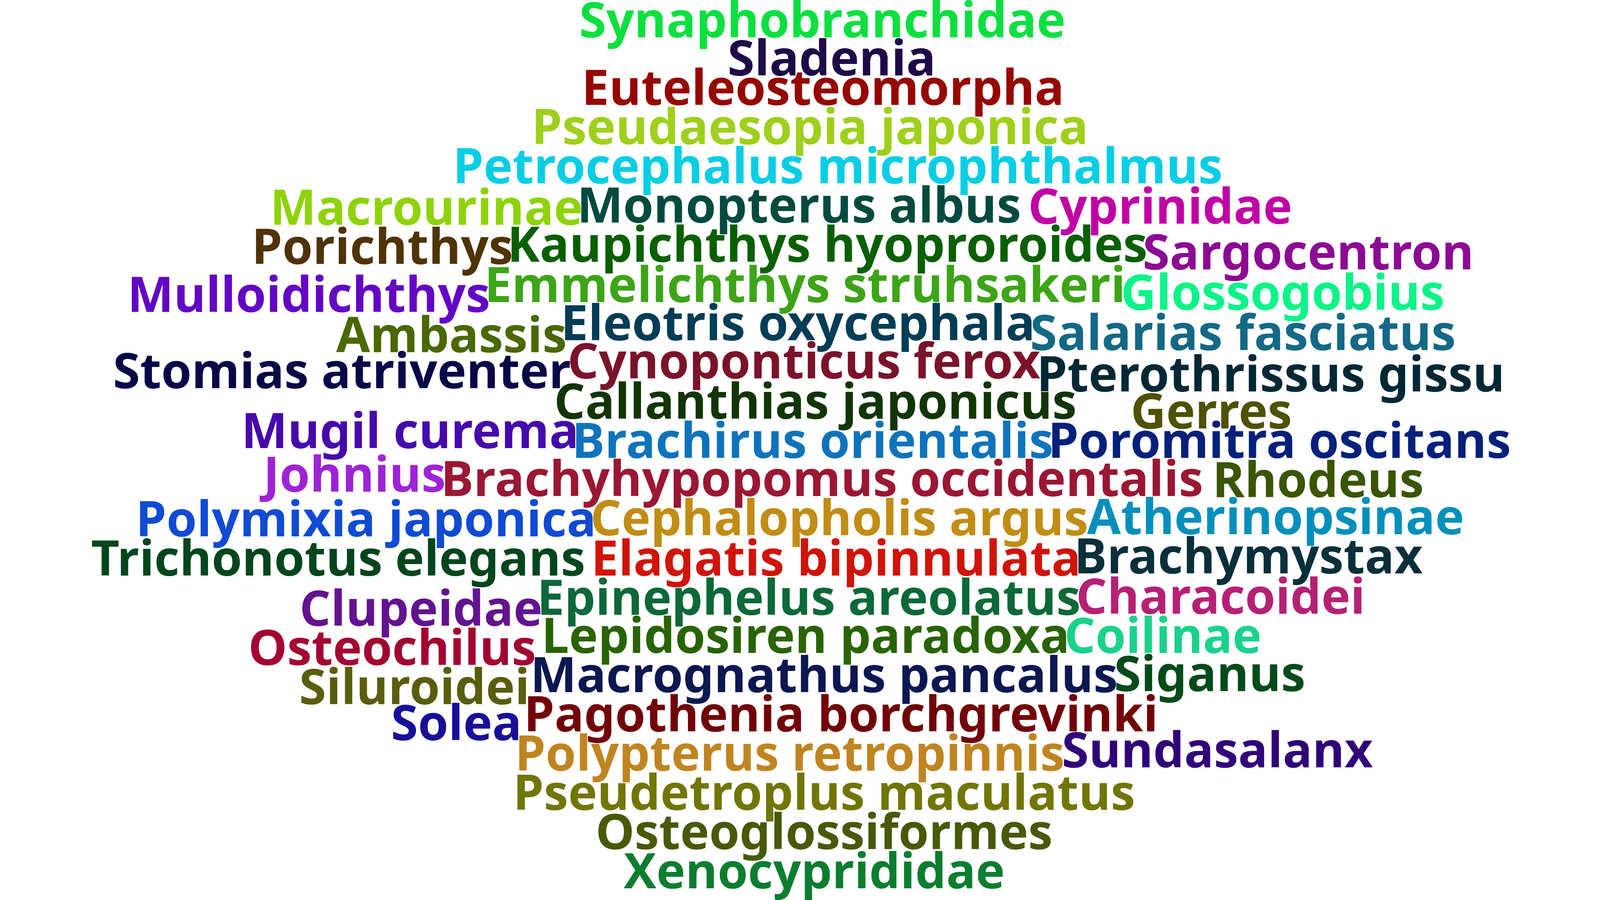 Synaphobranchidae
Sladenia
Euteleosteomorpha
Pseudaesopia japonica
Petrocephalus microphthalmus
Macrourinae Monopterus albus Cyprinidae
Porichthys Kaupichthys hyoproroides Sargocentron
Mulloidichthys Emmelichthys struhsakeri Glossogobius
Ambassis Eleotris oxycephala Salarias fasciatus
Stomias atriventer Cynoponticus ferox Pterothrissus gissu
Callanthias japonicus Gerres
Mugil curema Brachirus orientalis Poromitra oscitans
Johnius Brachyhypopomus occidentalis Rhodeus
Polymixia japonica Cephalopholis argus Atherinopsinae
Trichonotus elegans Elagatis bipinnulata Brachymystax
Clupeidae Epinephelus areolatus Characoidei
Osteochilus Lepidosiren paradoxa Coilinae
Siluroidei Macrognathus pancalus Siganus
Solea Pagothenia borchgrevinki
Polypterus retropinnis Sundasalanx
Pseudetroplus maculatus
Osteoglossiformes
Xenocyprididae